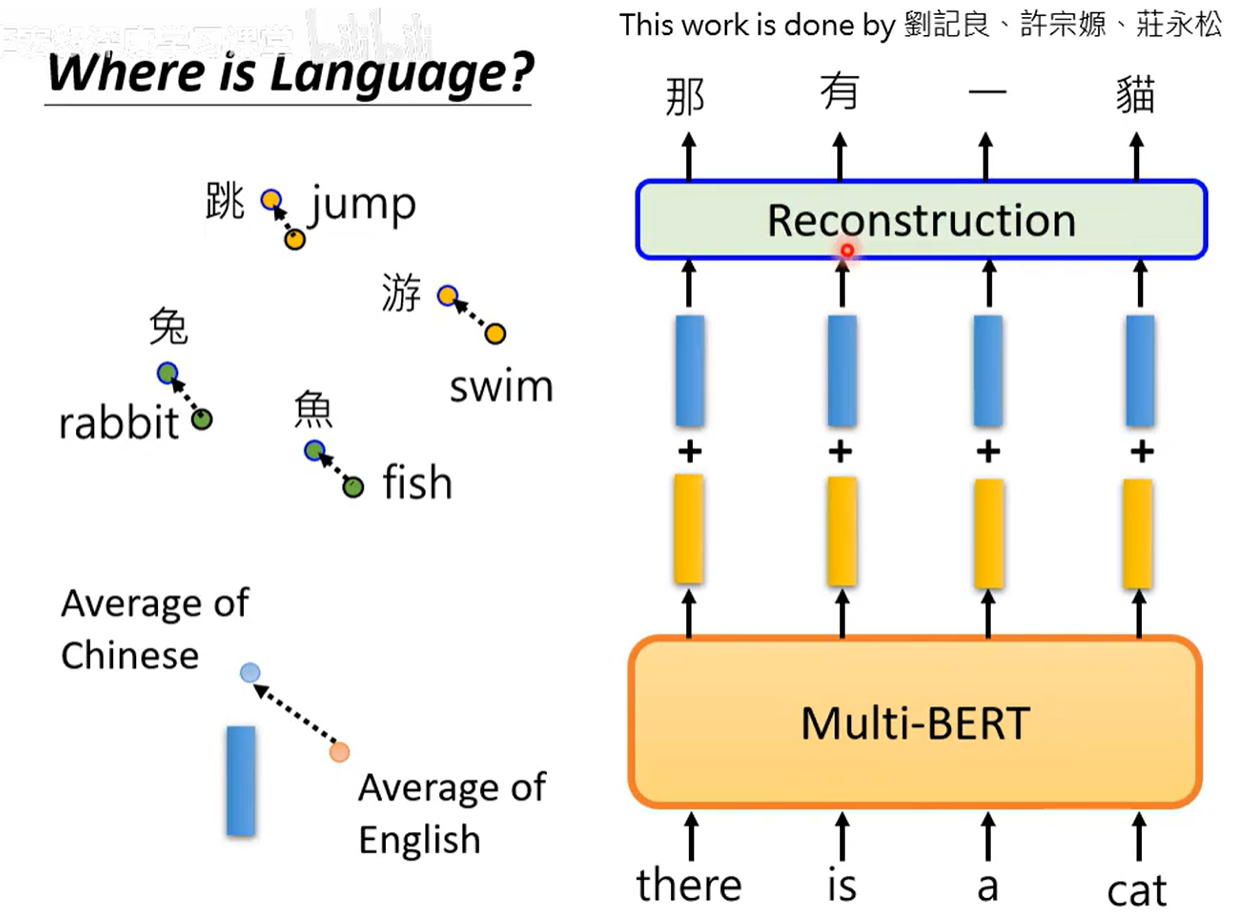 This work is done by 劉記良、許宗嫄、莊永松
Where is Language?
跳 jump
游
swim
兔
rabbit
魚
fish
Average of
Chinese
Average of
English
那 有 一 貓
Reconstruction
+ + + +
Multi-BERT
there is a cat